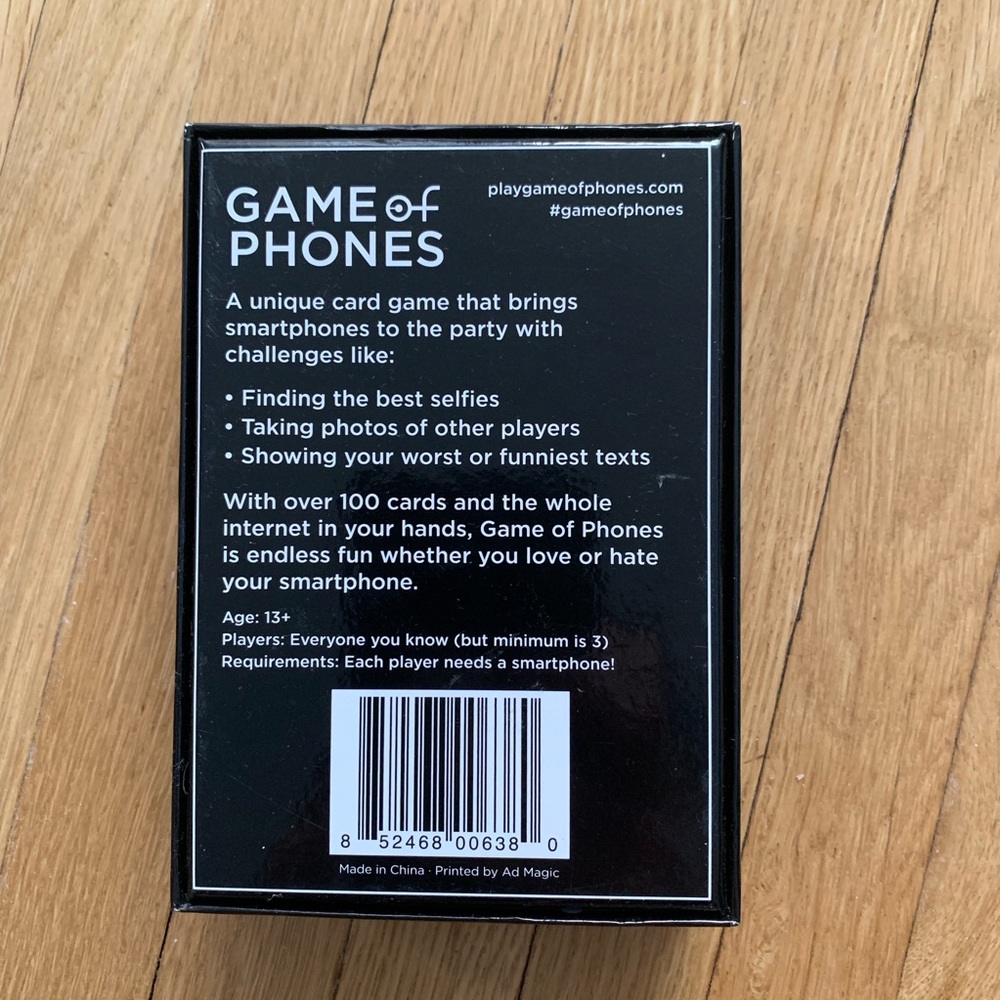 GAME of
PHONES
playgameofphones.com
#gameofphones
A unique card game that brings
smartphones to the party with
challenges like:
• Finding the best selfies
• Taking photos of other players
• Showing your worst or funniest texts
With over 100 cards and the whole
internet in your hands, Game of Phones
is endless fun whether you love or hate
your smartphone.
Age: 13+
Players: Everyone you know (but minimum is 3)
Requirements: Each player needs a smartphone!
8 52468 00638 0
Made in China · Printed by Ad Magic